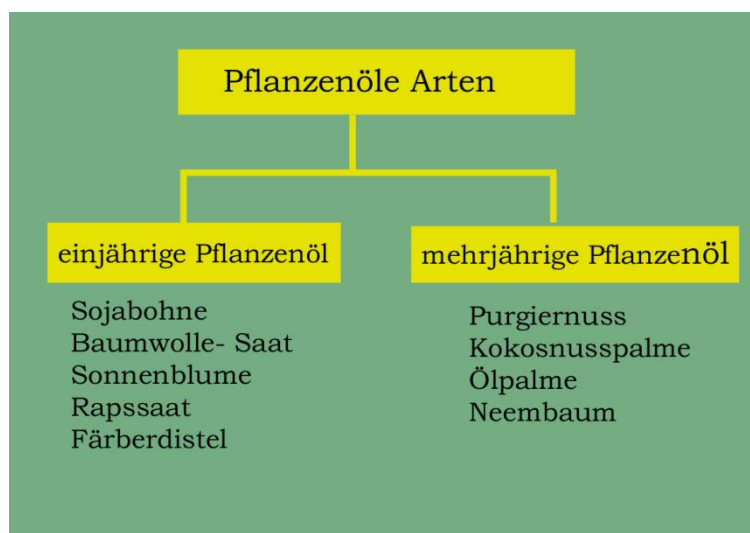 Pflanzenöle Arten
einjährige Pflanzenöl
Sojabohne
Baumwolle- Saat
Sonnenblume
Rapssaat
Färberdistel
mehrjährige Pflanzenöl
Purgiernuss
Kokosnusspalme
Ölpalme
Neembaum